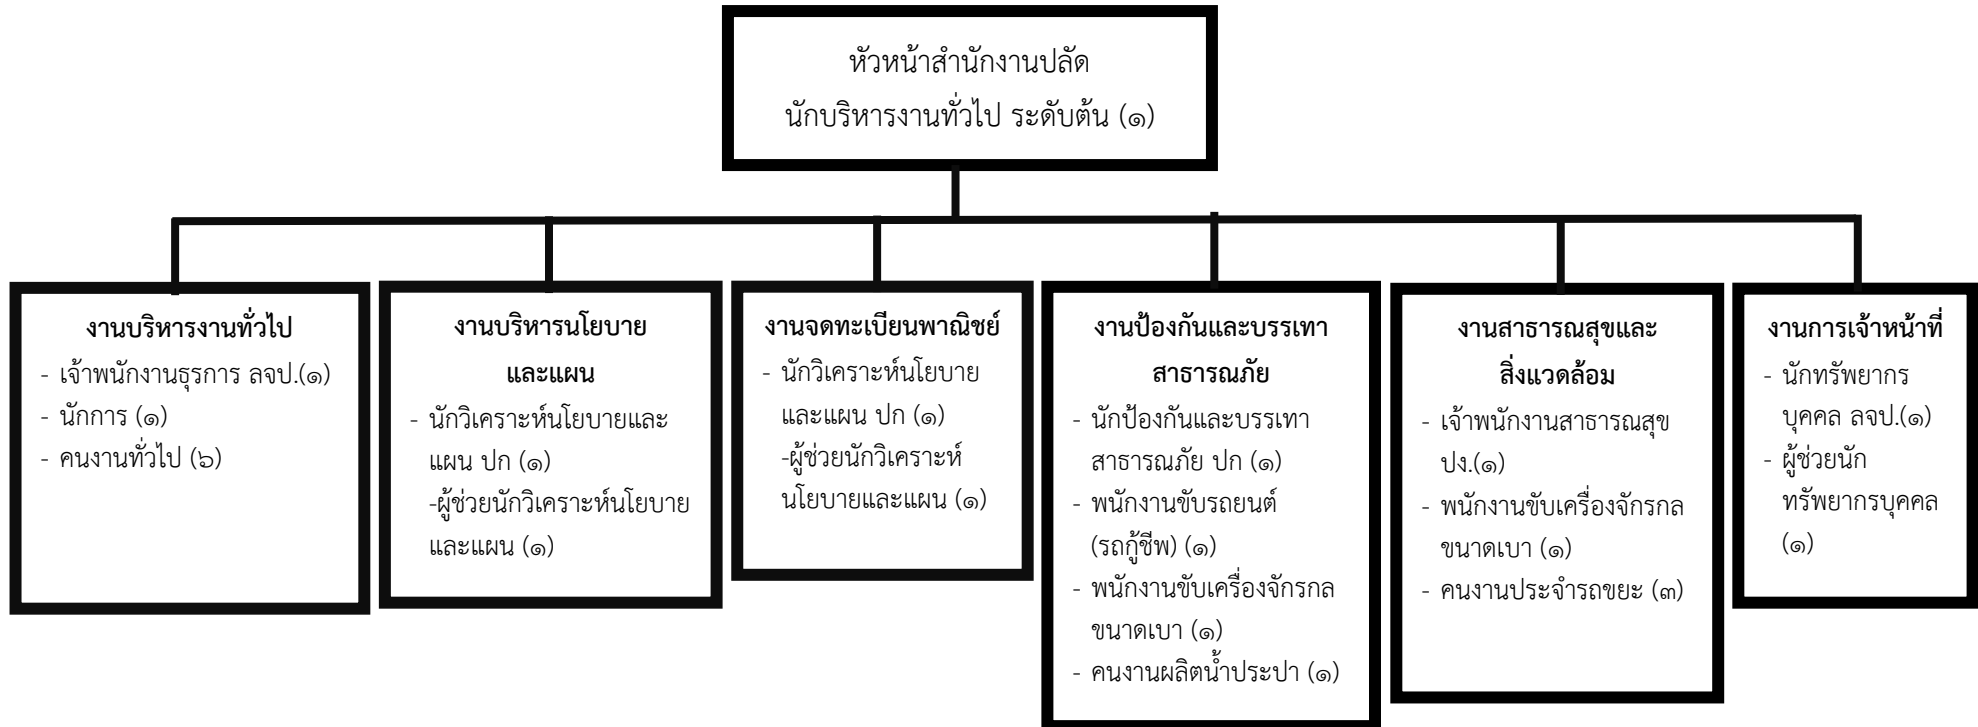 หัวหน้าสำนักงานปลัด
นักบริหารงานทั่วไป ระดับต้น (๑)
งานบริหารงานทั่วไป
- เจ้าพนักงานธุรการ ลจป.(๑)
- นักการ (๑)
- คนงานทั่วไป (๖)
งานบริหารนโยบาย
และแผน
- นักวิเคราะห์นโยบายและ
แผน ปก (๑)
-ผู้ช่วยนักวิเคราะห์นโยบาย
และแผน (๑)
งานจดทะเบียนพาณิชย์
- นักวิเคราะห์นโยบาย
และแผน ปก (๑)
-ผู้ช่วยนักวิเคราะห์
นโยบายและแผน (๑)
งานป้องกันและบรรเทา
สาธารณภัย
- นักป้องกันและบรรเทา
สาธารณภัย ปก (๑)
- พนักงานขับรถยนต์
(รถกู้ชีพ) (๑)
- พนักงานขับเครื่องจักรกล
ขนาดเบา (๑)
- คนงานผลิตน้ำประปา (๑)
งานสาธารณสุขและ
สิ่งแวดล้อม
- เจ้าพนักงานสาธารณสุข
ปง.(๑)
- พนักงานขับเครื่องจักรกล
ขนาดเบา (๑)
- คนงานประจำรถขยะ (๓)
งานการเจ้าหน้าที่
- นักทรัพยากร
บุคคล ลจป.(๑)
- ผู้ช่วยนัก
ทรัพยากรบุคคล
(๑)